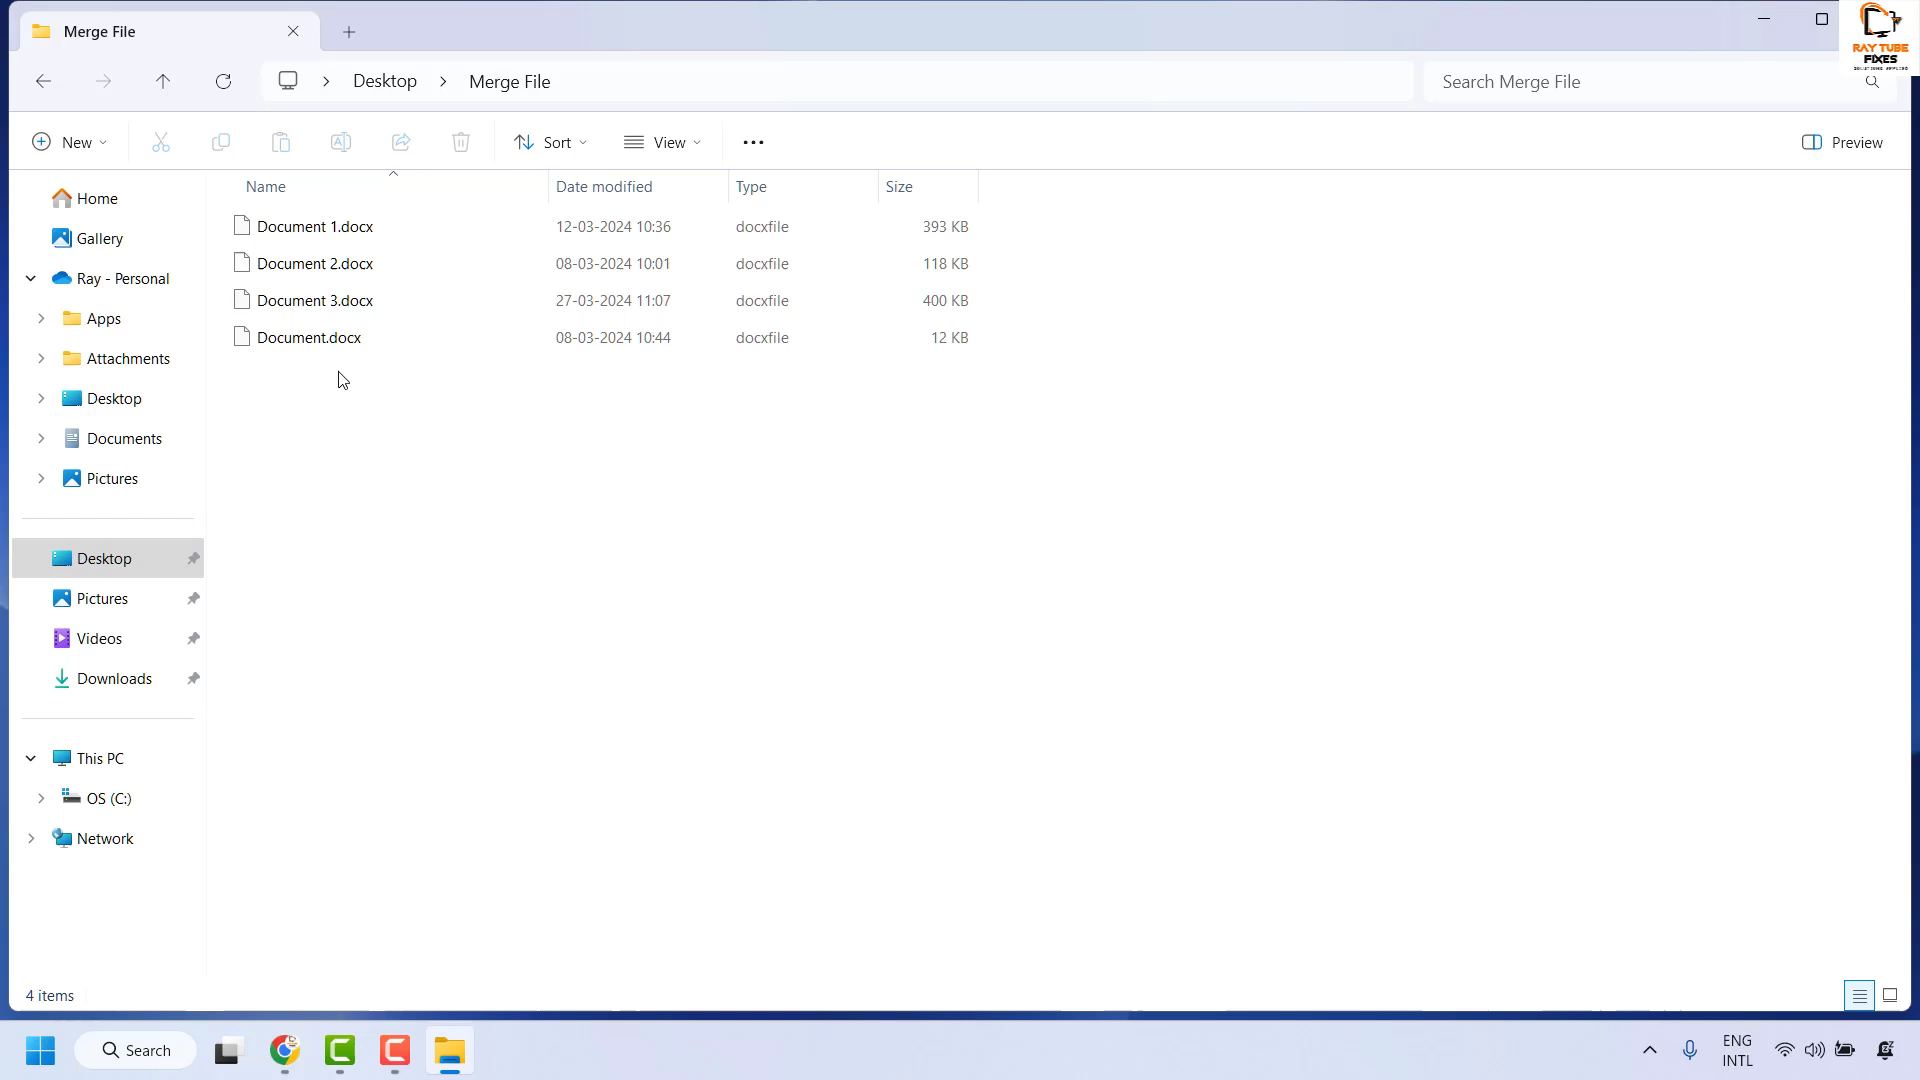 Merge File
RAY TUBE
FIXES
SOLUTIONS APPLIED
Desktop
Merge File
Search Merge File
New
Sort
View
Preview
Name
Date modified
Type
Size
Home
Gallery
Ray - Personal
Apps
Attachments
Desktop
Documents
Pictures
Desktop
Pictures
Videos
Downloads
This PC
OS (C:)
Network
Document 1.docx 12-03-2024 10:36 docxfile 393 KB
Document 2.docx 08-03-2024 10:01 docxfile 118 KB
Document 3.docx 27-03-2024 11:07 docxfile 400 KB
Document.docx 08-03-2024 10:44 docxfile 12 KB
4 items
Search
ENG
INTL